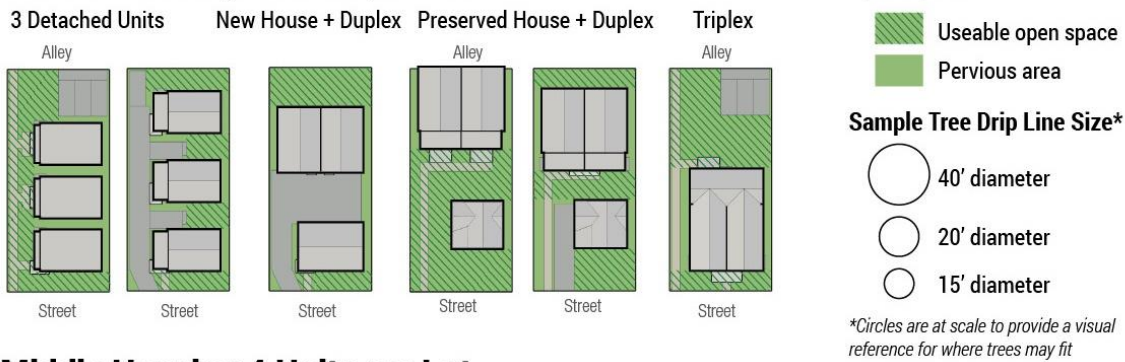 3 Detached Units
New House + Duplex
Preserved House + Duplex
Triplex
Alley
Alley
Alley
Street
Street
Street
Street
Street
Street
Useable open space
Pervious area
Sample Tree Drip Line Size*
40' diameter
20' diameter
15' diameter
*Circles are at scale to provide a visual
reference for where trees may fit